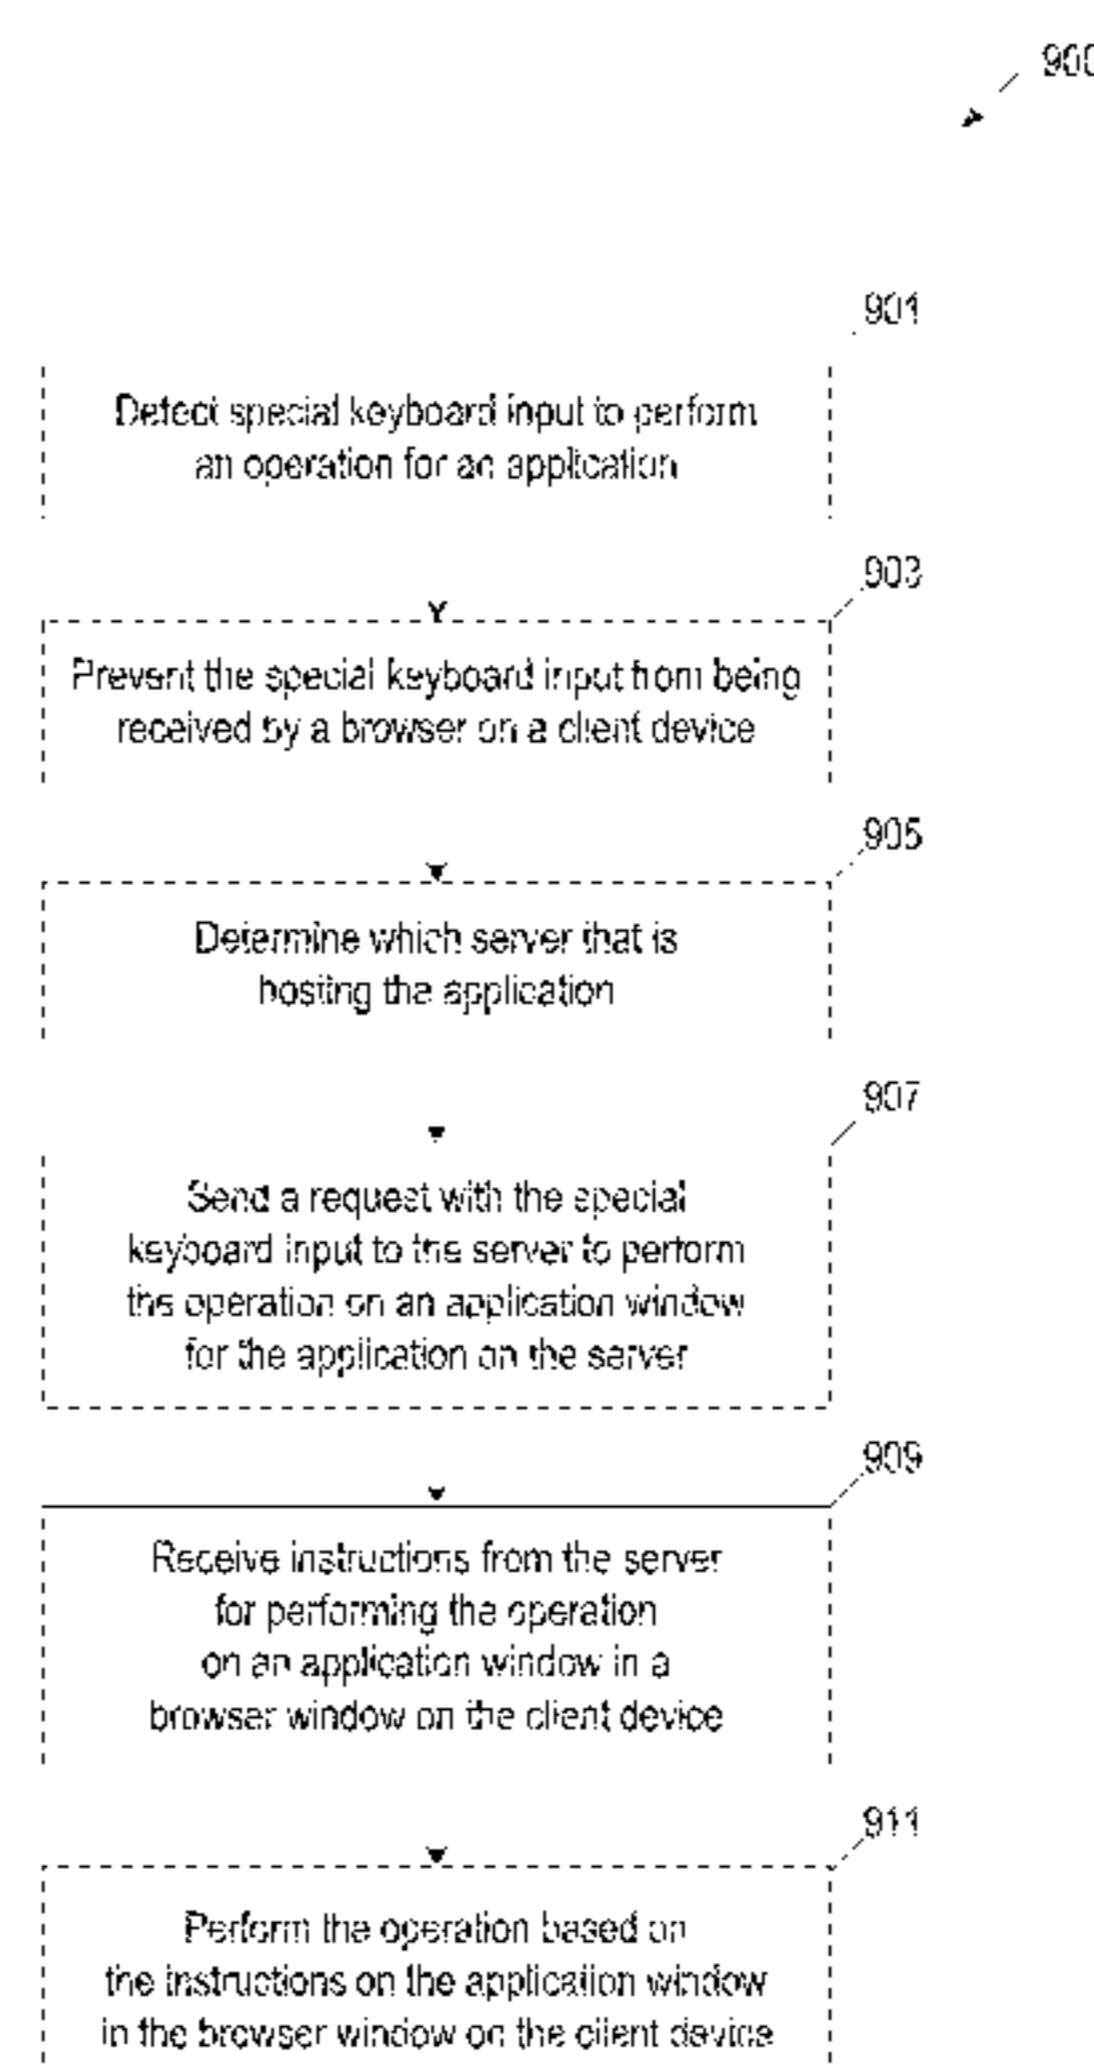 900
901
Detect special keyboard input to perform
an operation for an application
903
Prevent the special keyboard input from being
received by a browser on a client device
905
Determine which server that is
hosting the application
907
Send a request with the special
keyboard input to the server to perform
the operation on an application window
for the application on the server
909
Receive instructions from the server
for performing the operation
on an application window in a
browser window on the client device
911
Perform the operation based on
the instructions on the application window
in the browser window on the client device